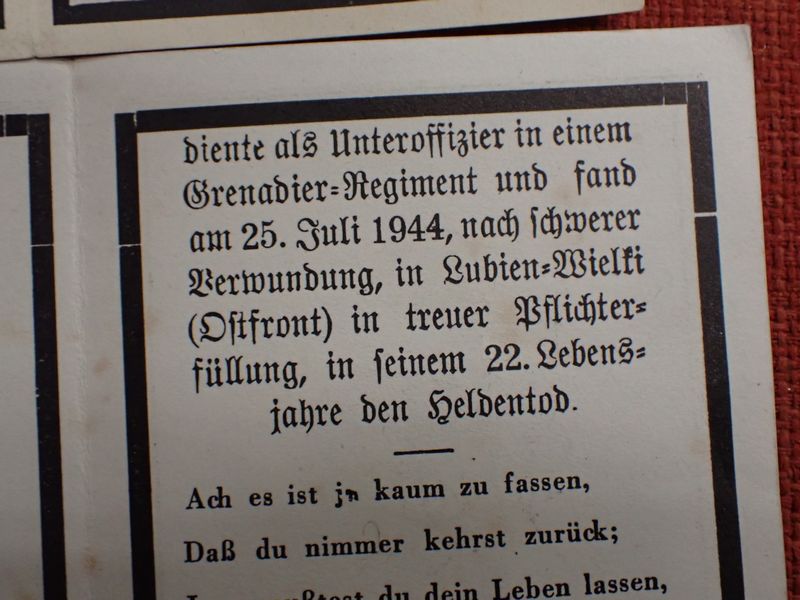 diente als Unteroffizier in einem
Grenadier-Regiment und fand
am 25. Juli 1944, nach schwerer
Verwundung, in Lubien-Wielki
(Ostfront) in treuer Pflichter-
füllung, in seinem 22. Lebens-
jahre den Heldentod.
Ach es ist ja kaum zu fassen,
Daß du nimmer kehrst zurück;
du dein Leben lassen,